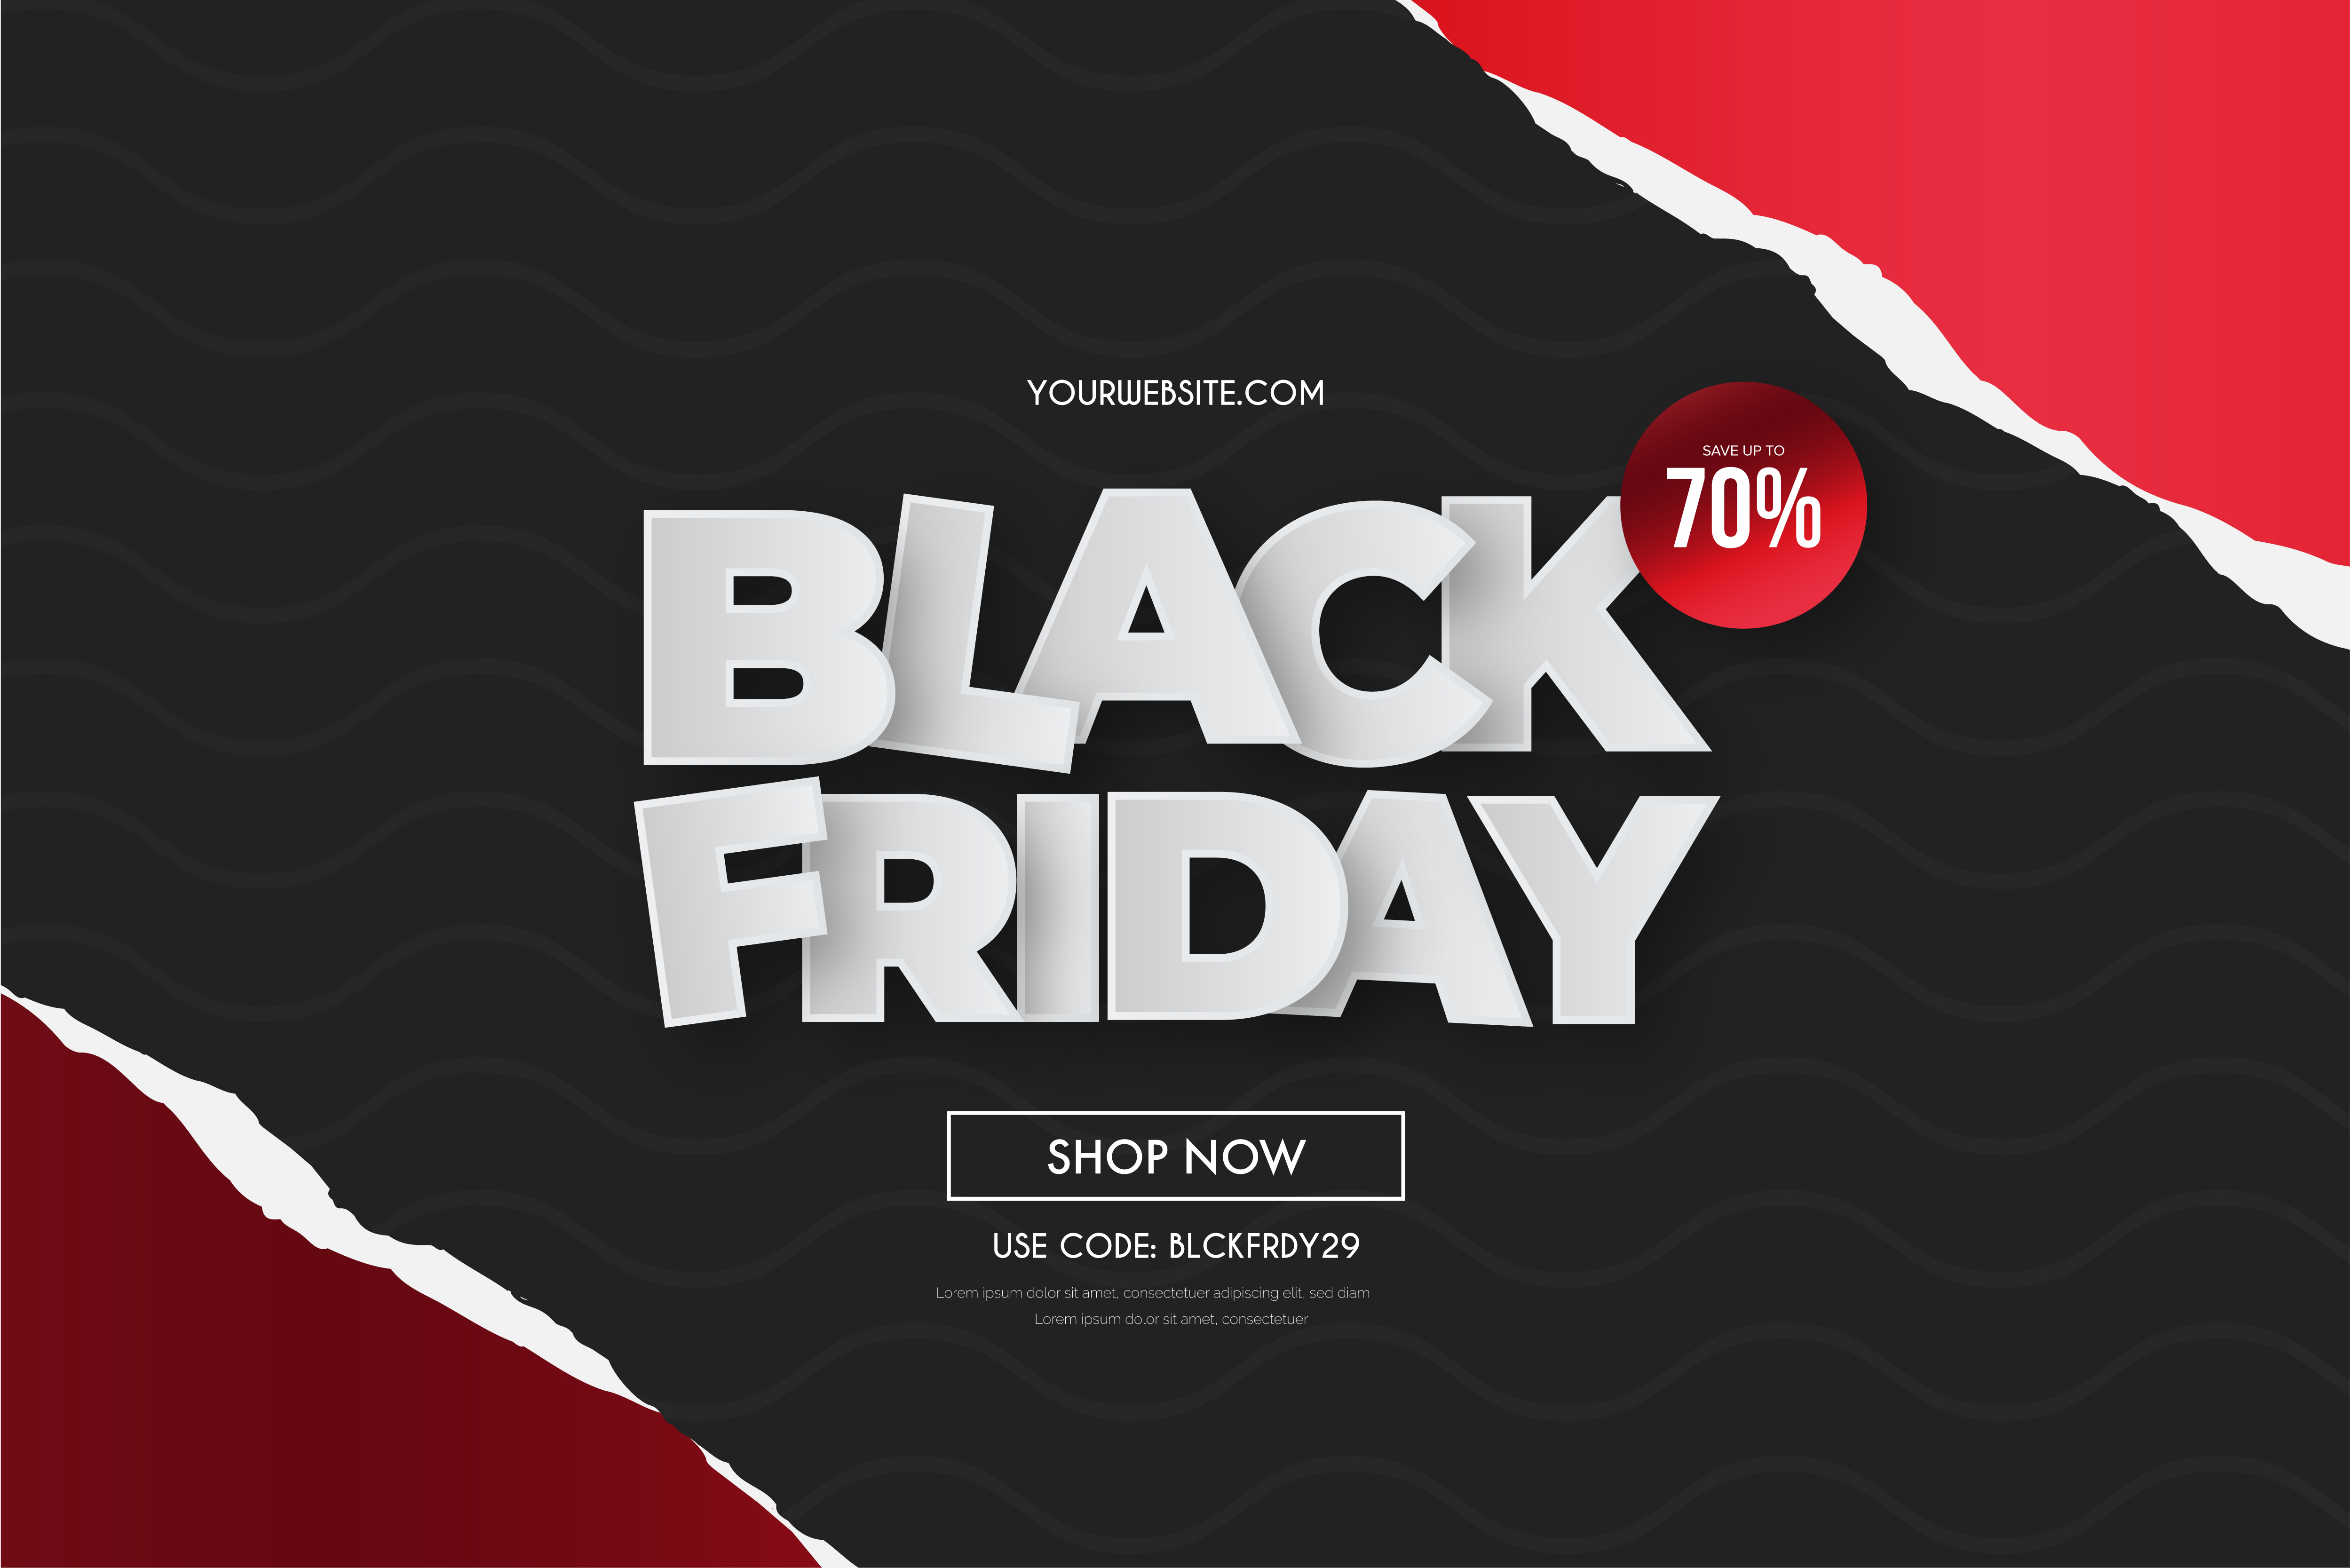 YOURWEBSITE.COM
SAVE UP TO
70%
BLACK
FRIDAY
SHOP NOW
USE CODE: BLCKFRDY29
Lorem ipsum dolor sit amet, consectetuer adipiscing elit, sed diam
Lorem ipsum dolor sit amet, consectetuer